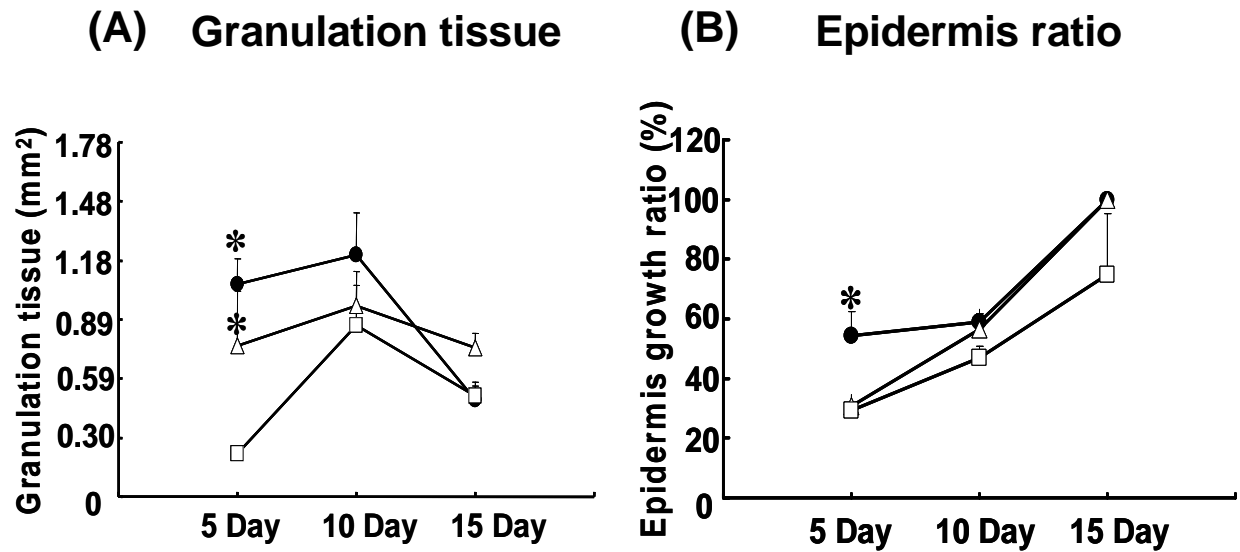 (A) Granulation tissue
Granulation tissue (mm²)
1.78
1.48
1.18
0.89
0.59
0.30
0
*
*
5 Day 10 Day 15 Day
(B) Epidermis ratio
Epidermis growth ratio (%)
120
100
80
60
40
20
0
*
5 Day 10 Day 15 Day